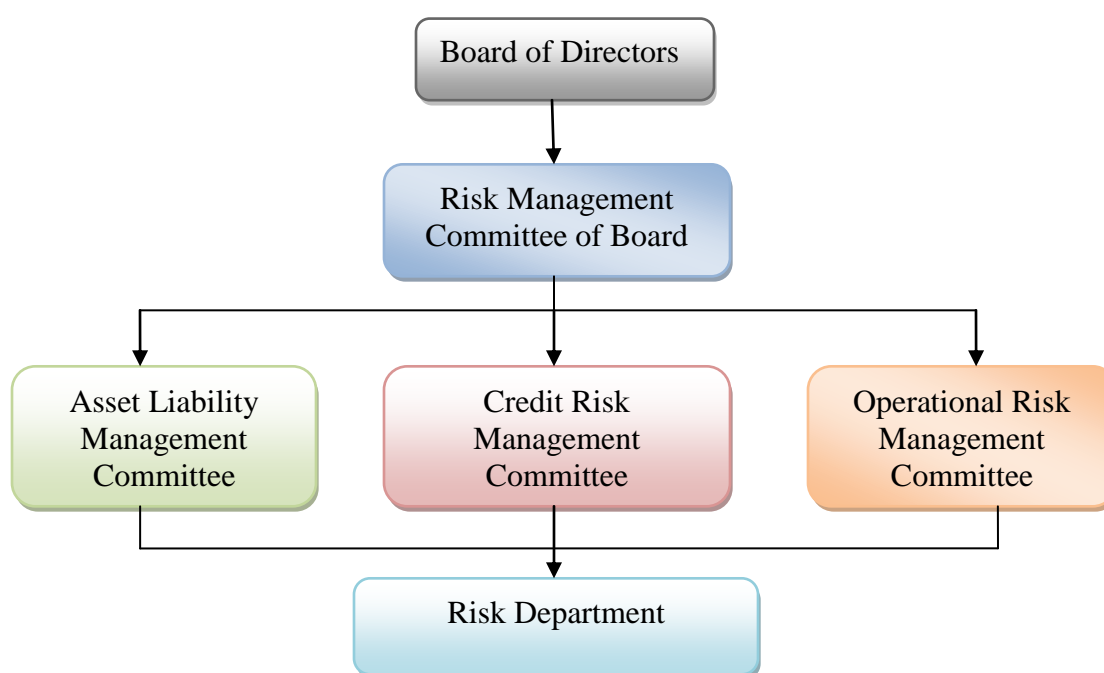 Board of Directors
Risk Management
Committee of Board
Asset Liability
Management
Committee
Credit Risk
Management
Committee
Operational Risk
Management
Committee
Risk Department